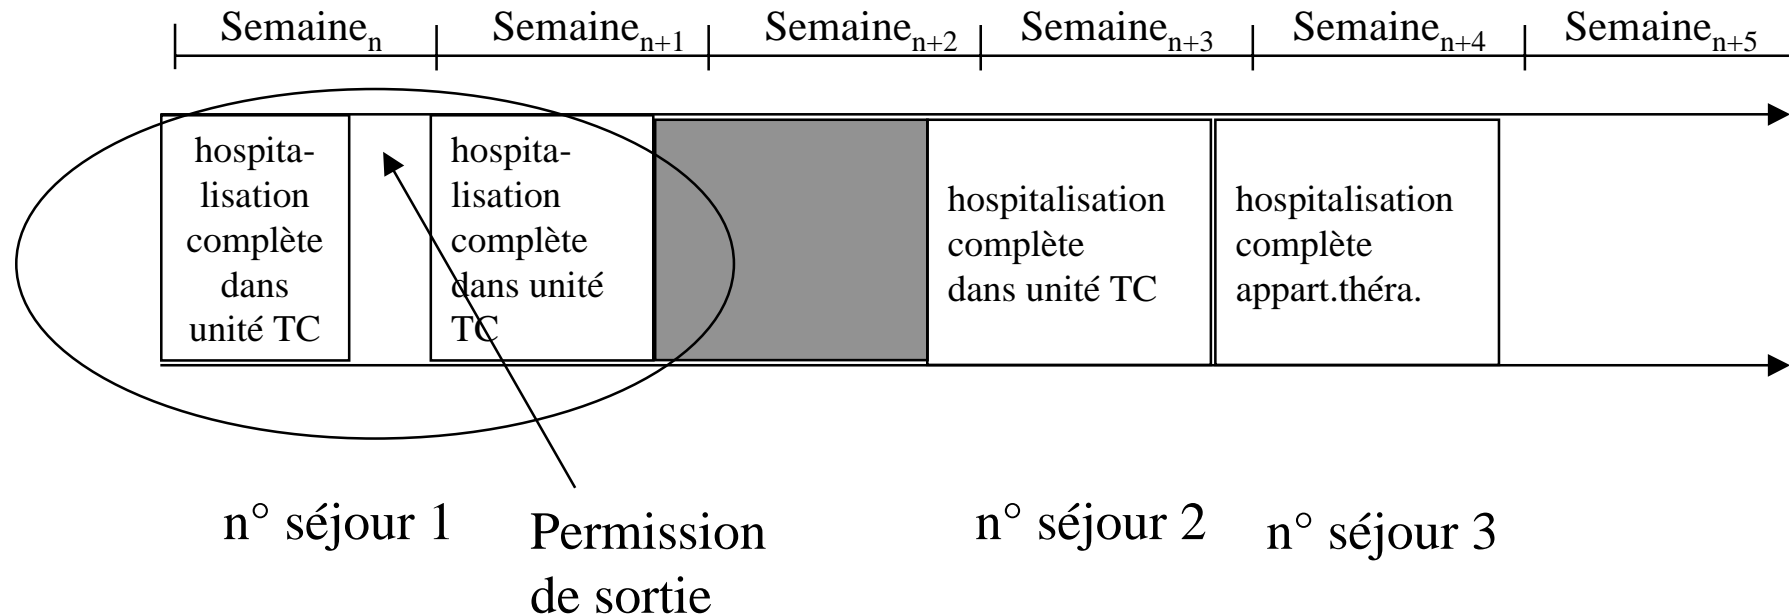 Semaineₙ Semaineₙ₊₁ Semaineₙ₊₂ Semaineₙ₊₃ Semaineₙ₊₄ Semaineₙ₊₅
hospita-
lisation
complète
dans
unité TC
hospita-
lisation
complète
dans unité
TC
hospitalisation
complète
dans unité TC
hospitalisation
complète
appart.théra.
n° séjour 1
Permission
de sortie
n° séjour 2
n° séjour 3